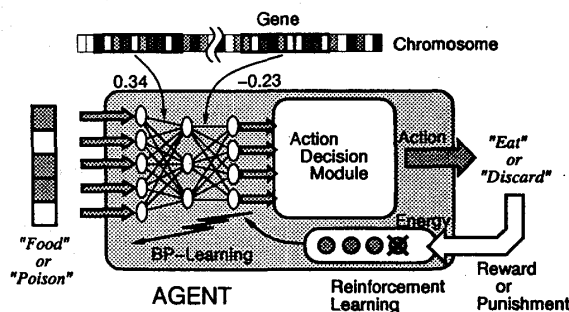 Gene
Chromosome
0.34
−0.23
Action
Decision
Module
Action
"Eat"
or
"Discard"
"Food"
or
"Poison"
BP−Learning
Energy
AGENT
Reinforcement
Learning
Reward
or
Punishment